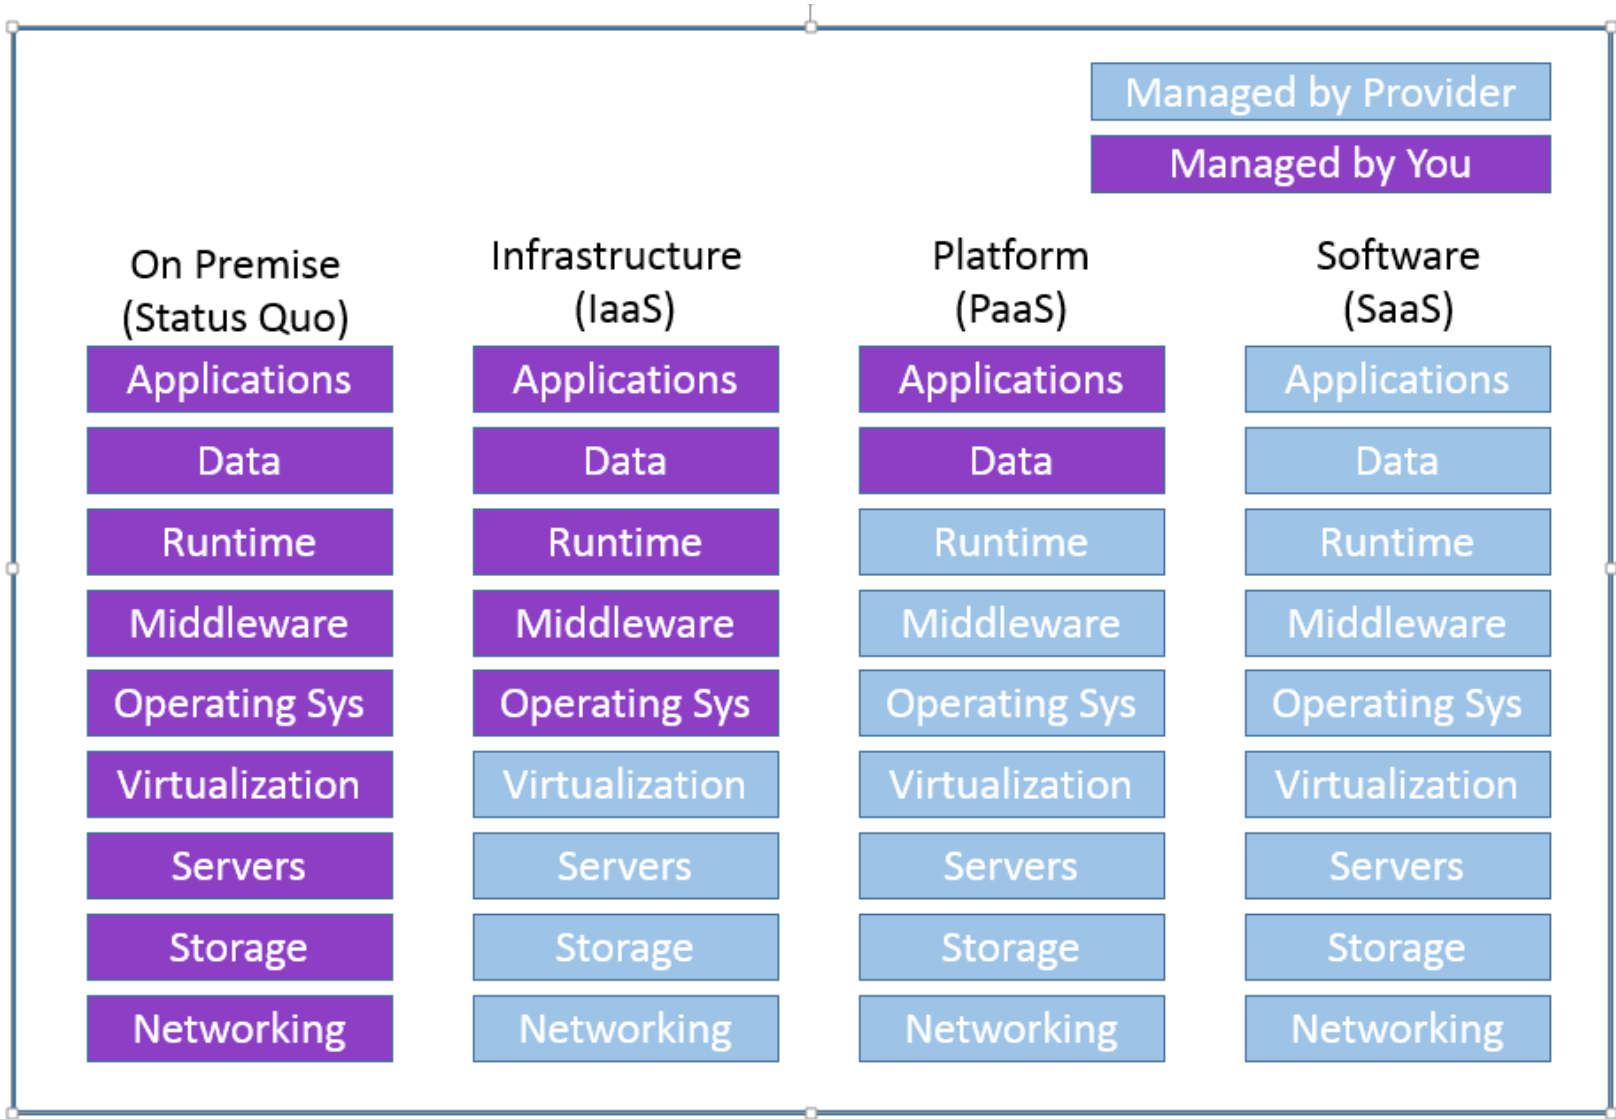 Managed by Provider
Managed by You
On Premise
(Status Quo)
Applications
Data
Runtime
Middleware
Operating Sys
Virtualization
Servers
Storage
Networking
Infrastructure
(IaaS)
Applications
Data
Runtime
Middleware
Operating Sys
Virtualization
Servers
Storage
Networking
Platform
(PaaS)
Applications
Data
Runtime
Middleware
Operating Sys
Virtualization
Servers
Storage
Networking
Software
(SaaS)
Applications
Data
Runtime
Middleware
Operating Sys
Virtualization
Servers
Storage
Networking